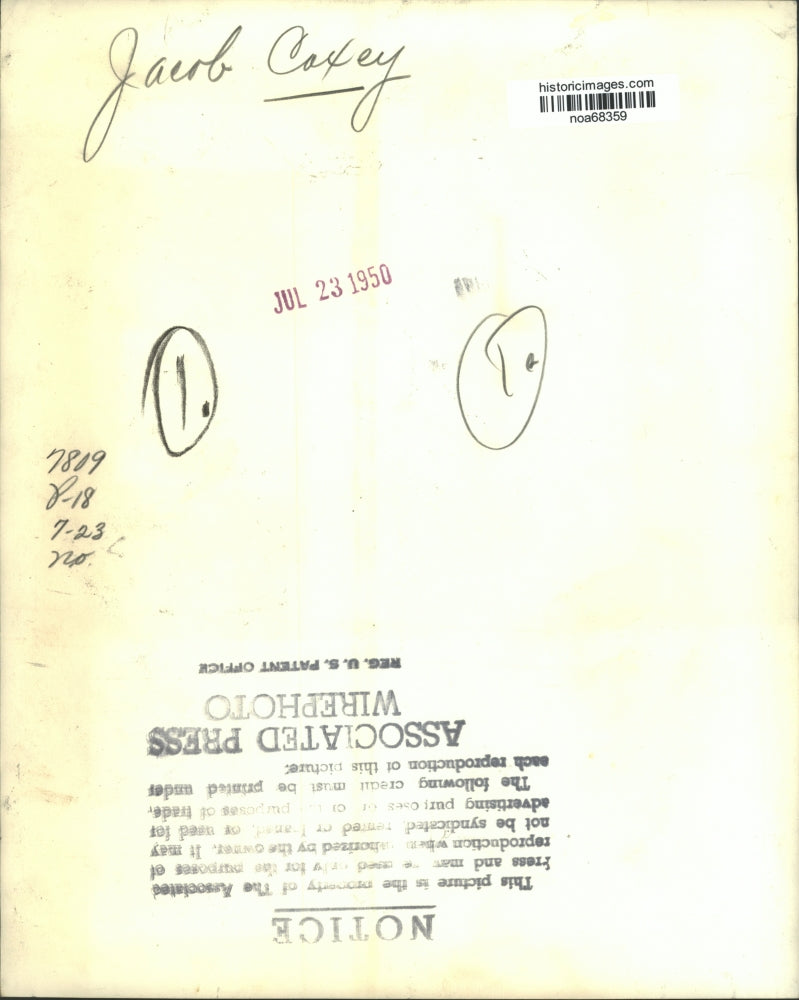 Jacob Coxey
historicimages.com
noa68359
JUL 23 1950
1.
7809
8-18
7-23
no.
NOTICE
This picture is the property of The Associated
Press and may be used only for the purposes of
reproduction when authorized by the owner. It may
not be syndicated, rented or loaned, or used for
advertising purposes or other purposes of trade.
The following credit must be printed under
each reproduction of this picture:
ASSOCIATED PRESS
WIREPHOTO
REG. U. S. PATENT OFFICE